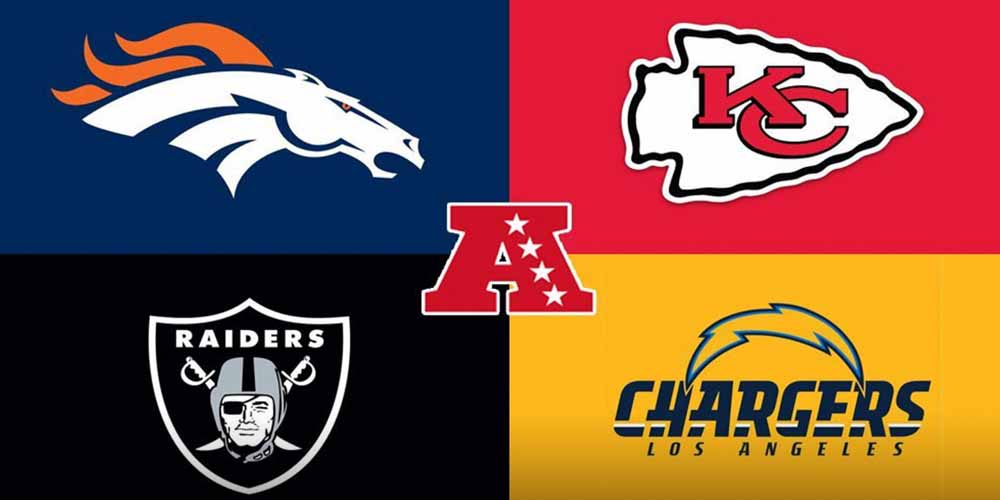 KC
A
RAIDERS
CHARGERS
LOS ANGELES